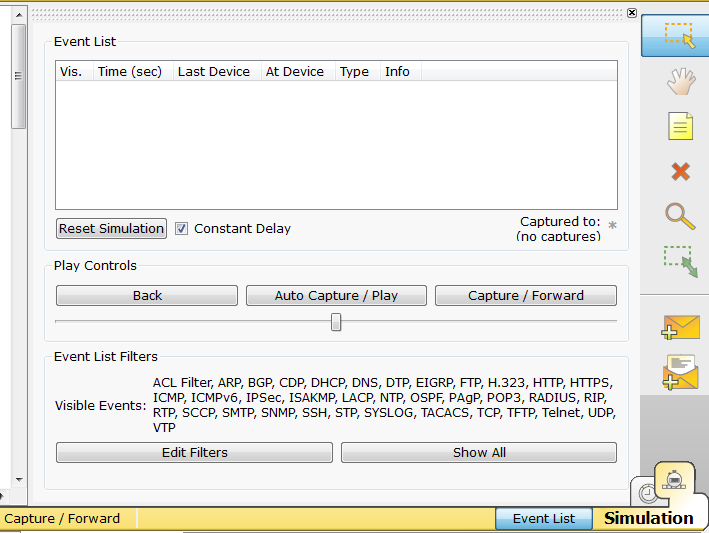 Event List
Vis. Time (sec) Last Device At Device Type Info
Reset Simulation Constant Delay Captured to: *
(no captures)
Play Controls
Back Auto Capture / Play Capture / Forward
Event List Filters
Visible Events: ACL Filter, ARP, BGP, CDP, DHCP, DNS, DTP, EIGRP, FTP, H.323, HTTP, HTTPS,
ICMP, ICMPv6, IPSec, ISAKMP, LACP, NTP, OSPF, PAgP, POP3, RADIUS, RIP,
RTP, SCCP, SMTP, SNMP, SSH, STP, SYSLOG, TACACS, TCP, TFTP, Telnet, UDP,
VTP
Edit Filters Show All
Capture / Forward Event List Simulation